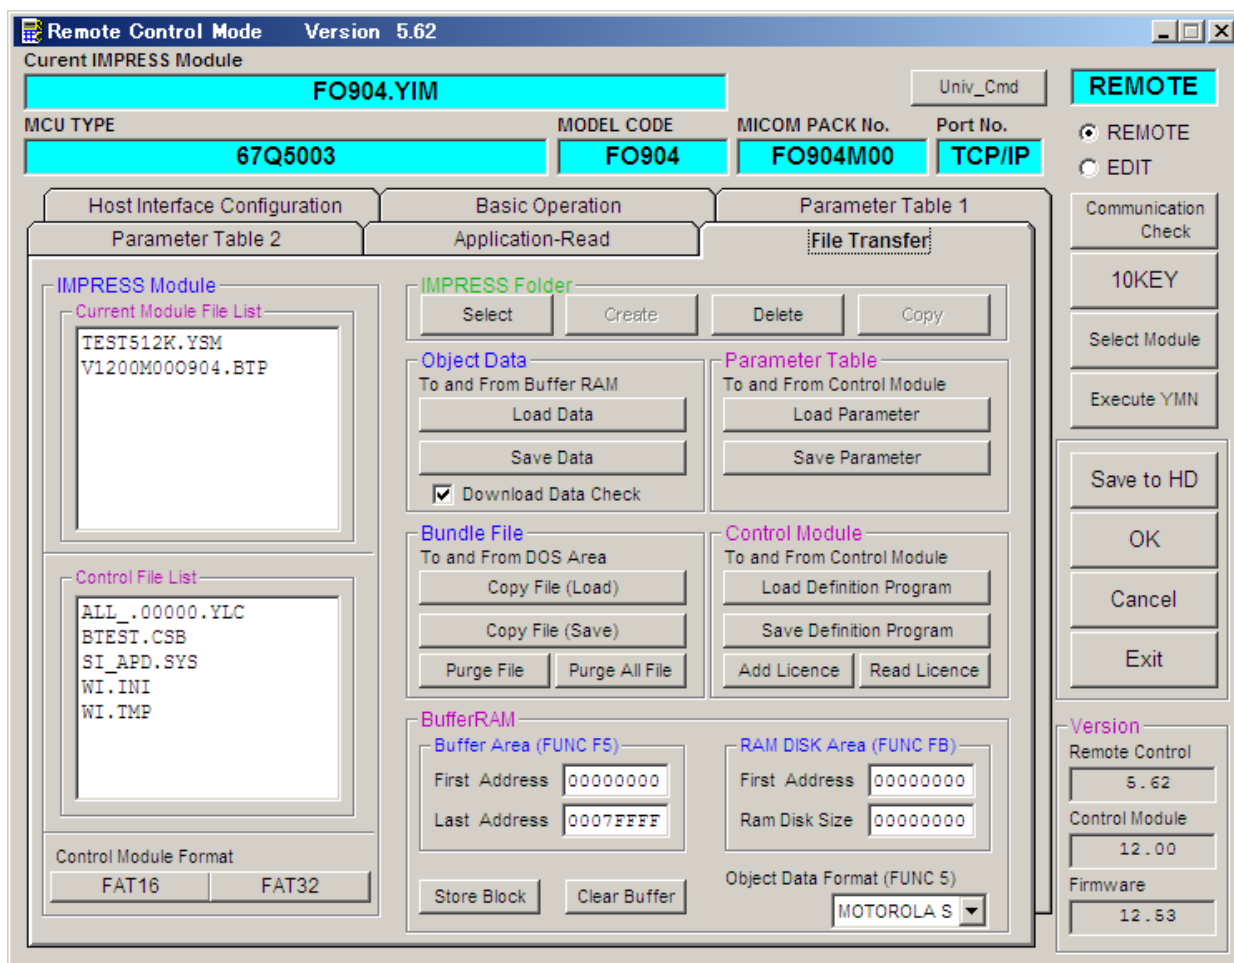 Remote Control Mode Version 5.62
Curent IMPRESS Module
FO904.YIM
Univ_Cmd
REMOTE
MCU TYPE
MODEL CODE
MICOM PACK No.
Port No.
67Q5003
FO904
FO904M00
TCP/IP
REMOTE
EDIT
Host Interface Configuration
Basic Operation
Parameter Table 1
Parameter Table 2
Application-Read
File Transfer
Communication
Check
10KEY
Select Module
Execute YMN
Save to HD
OK
Cancel
Exit
IMPRESS Module
Current Module File List
TEST512K.YSM
V1200M00O904.BTP
Control File List
ALL_.00000.YLC
BTEST.CSB
SI_APD.SYS
WI.INI
WI.TMP
Control Module Format
FAT16
FAT32
IMPRESS Folder
Select
Create
Delete
Copy
Object Data
To and From Buffer RAM
Load Data
Save Data
Download Data Check
Parameter Table
To and From Control Module
Load Parameter
Save Parameter
Bundle File
To and From DOS Area
Copy File (Load)
Copy File (Save)
Purge File
Purge All File
Control Module
To and From Control Module
Load Definition Program
Save Definition Program
Add Licence
Read Licence
BufferRAM
Buffer Area (FUNC F5)
First Address 00000000
Last Address 0007FFFF
RAM DISK Area (FUNC FB)
First Address 00000000
Ram Disk Size 00000000
Store Block
Clear Buffer
Object Data Format (FUNC 5)
MOTOROLA S
Version
Remote Control
5.62
Control Module
12.00
Firmware
12.53